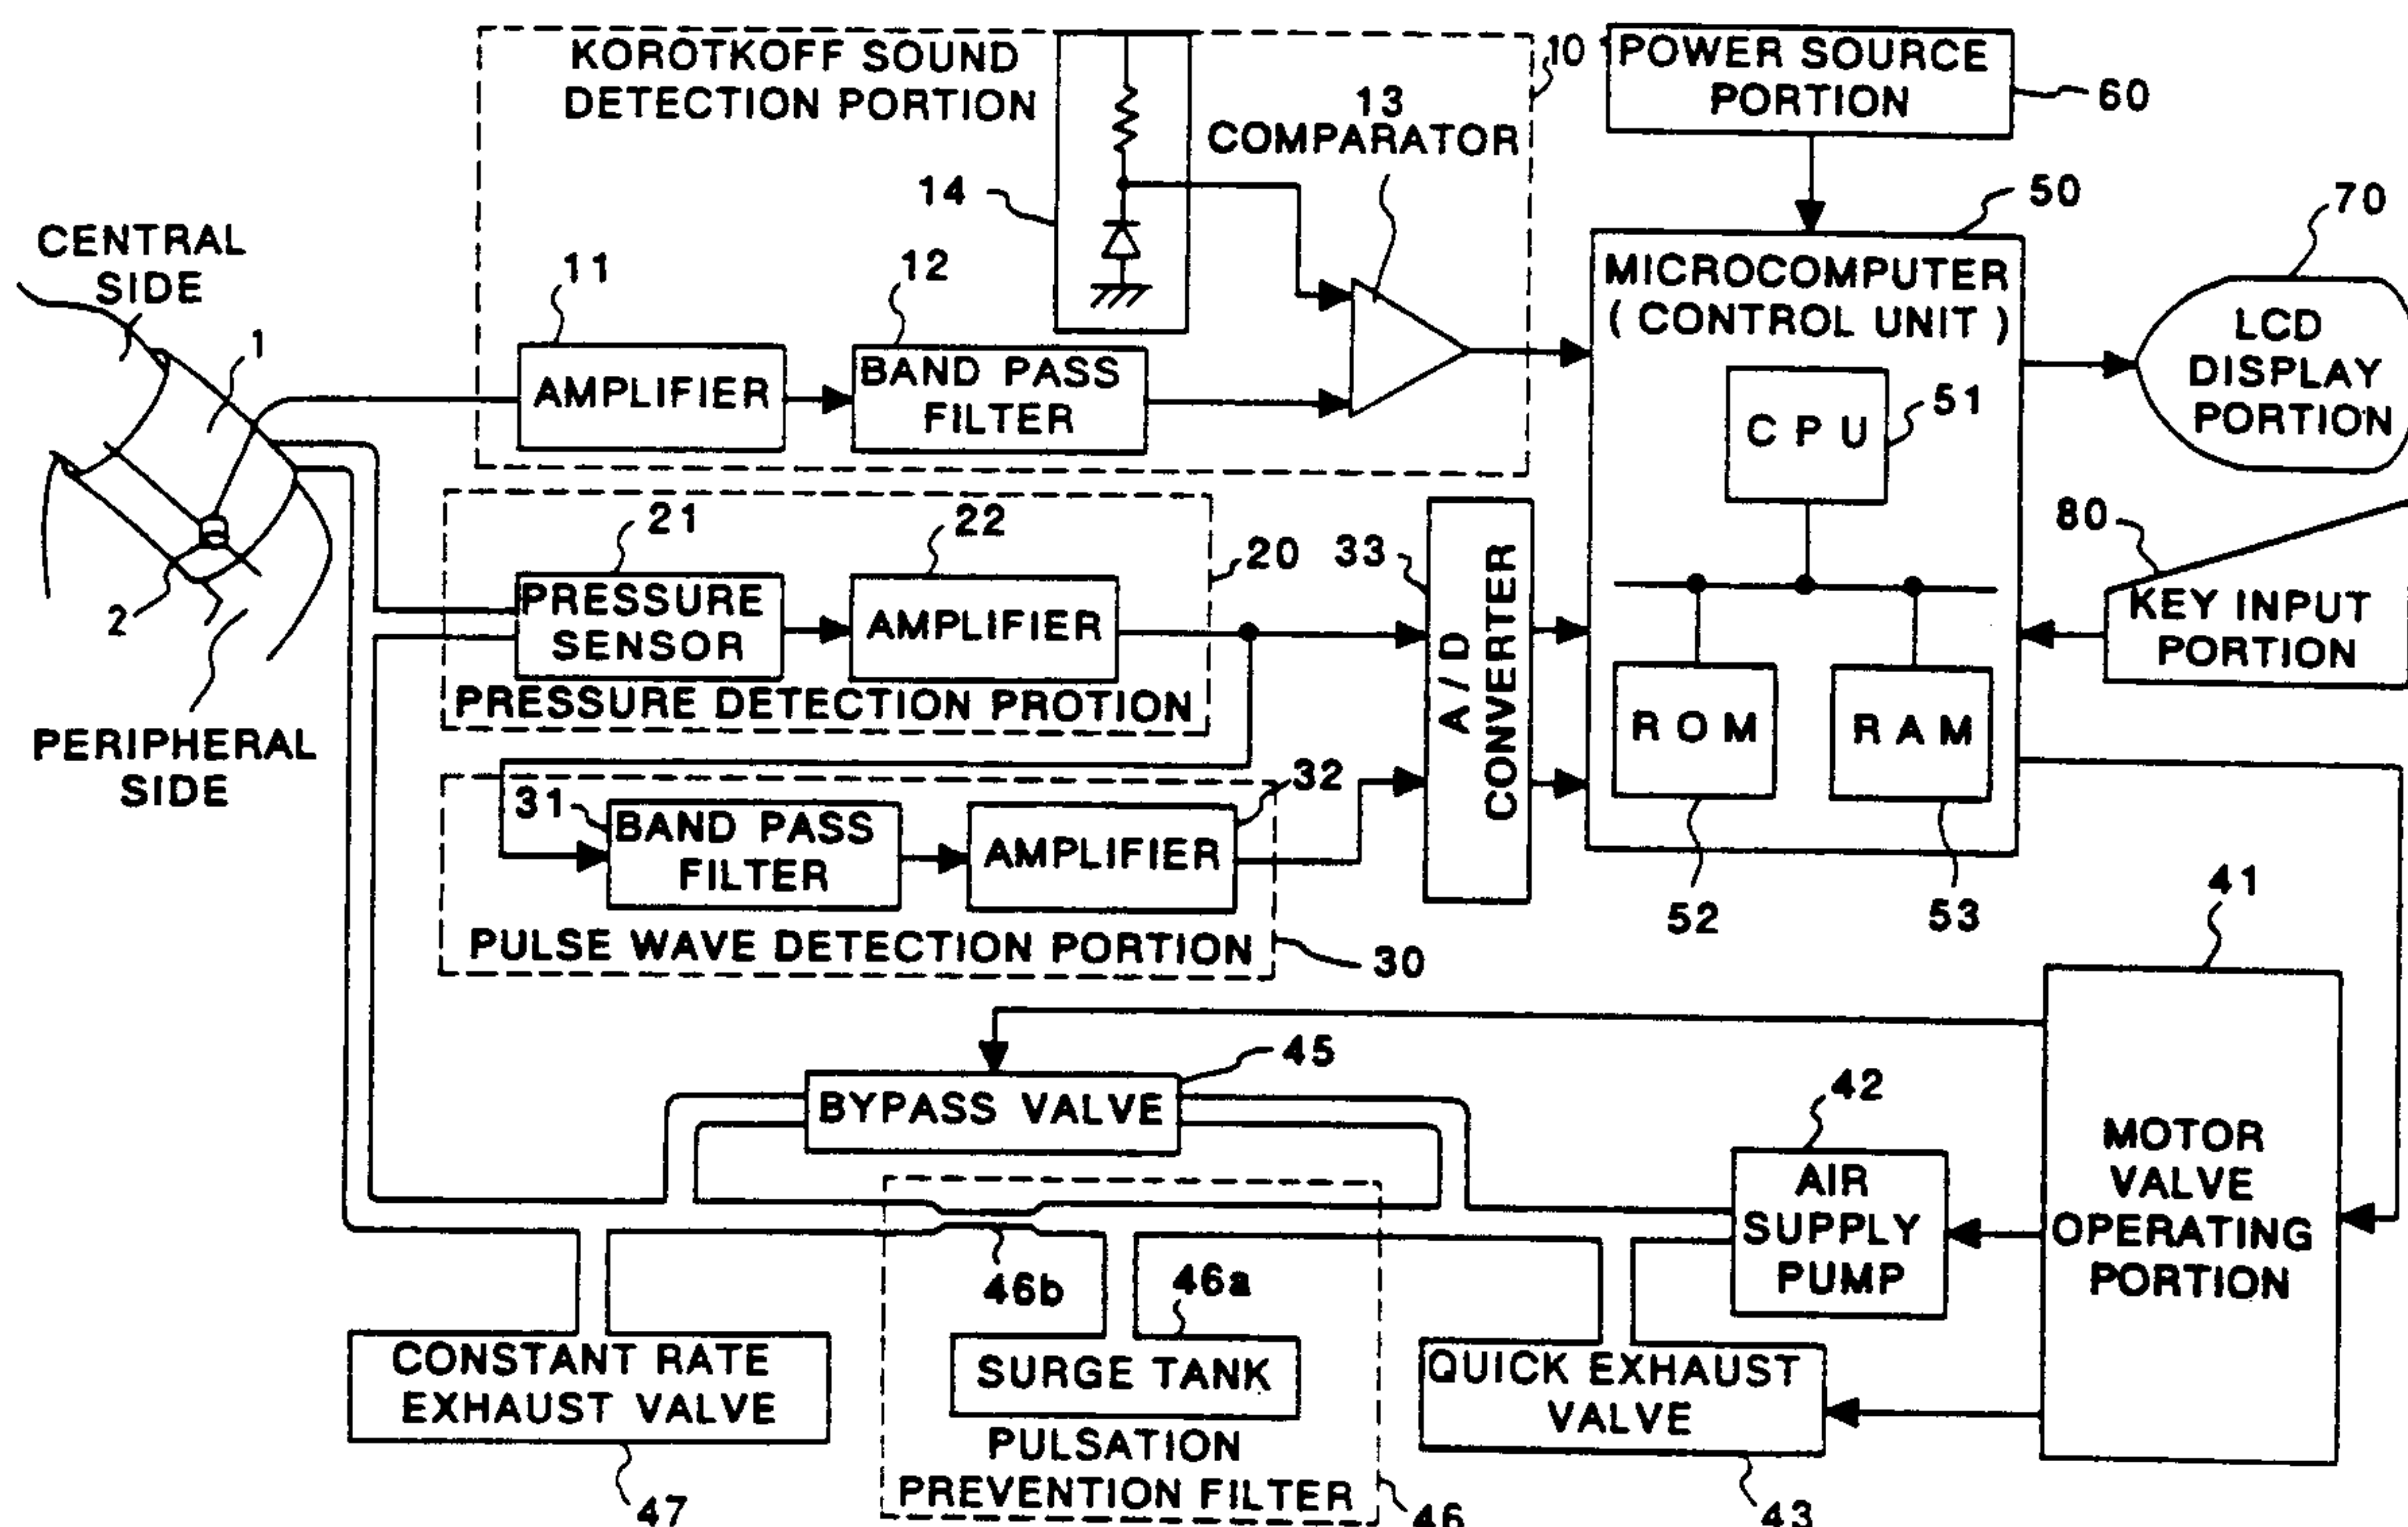 KOROTKOFF SOUND
DETECTION PORTION
10
POWER SOURCE
PORTION
60
13
COMPARATOR
14
50
70
CENTRAL
SIDE
11
12
MICROCOMPUTER
( CONTROL UNIT )
LCD
DISPLAY
PORTION
1
AMPLIFIER
BAND PASS
FILTER
CPU
51
21
22
20
33
80
2
PRESSURE
SENSOR
AMPLIFIER
A/D
CONVERTER
KEY INPUT
PORTION
PRESSURE DETECTION PROTION
ROM
RAM
PERIPHERAL
SIDE
31
32
BAND PASS
FILTER
AMPLIFIER
52
53
41
PULSE WAVE DETECTION PORTION
30
45
BYPASS VALVE
42
MOTOR
VALVE
OPERATING
PORTION
AIR
SUPPLY
PUMP
46b
46a
CONSTANT RATE
EXHAUST VALVE
SURGE TANK
QUICK EXHAUST
VALVE
PULSATION
PREVENTION FILTER
47
46
43